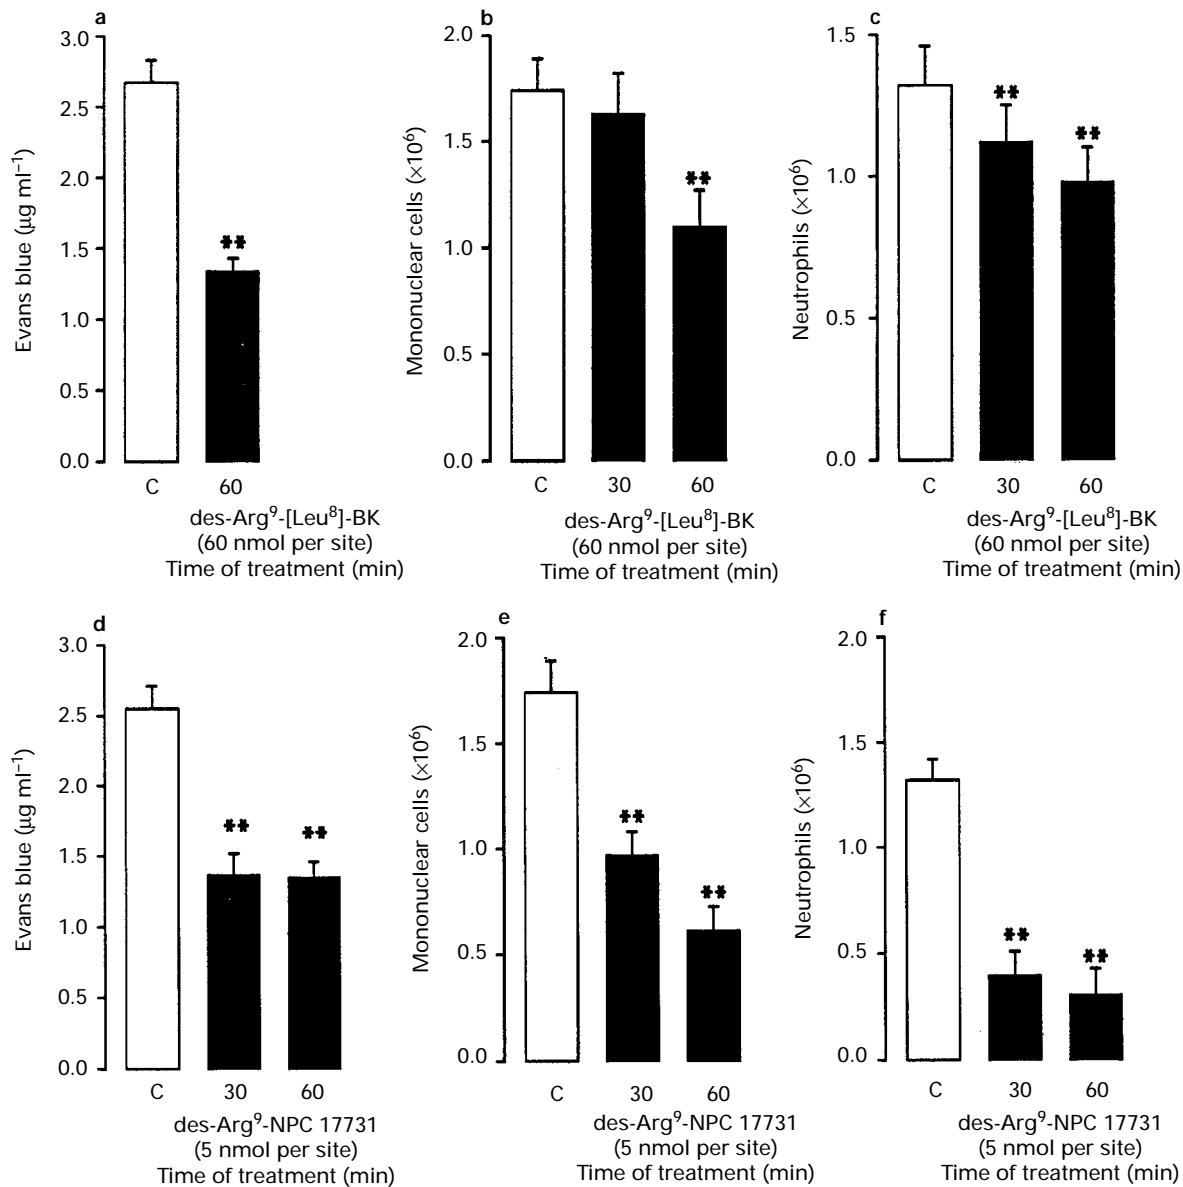 a
Evans blue (µg ml⁻¹)
3.0
2.5
2.0
1.5
1.0
0.5
0.0
**
C 60
des-Arg⁹-[Leu⁸]-BK
(60 nmol per site)
Time of treatment (min)
b
Mononuclear cells (×10⁶)
2.0
1.5
1.0
0.5
0.0
**
C 30 60
des-Arg⁹-[Leu⁸]-BK
(60 nmol per site)
Time of treatment (min)
c
Neutrophils (×10⁶)
1.5
1.0
0.5
0.0
** **
C 30 60
des-Arg⁹-[Leu⁸]-BK
(60 nmol per site)
Time of treatment (min)
d
Evans blue (µg ml⁻¹)
3.0
2.5
2.0
1.5
1.0
0.5
0.0
** **
C 30 60
des-Arg⁹-NPC 17731
(5 nmol per site)
Time of treatment (min)
e
Mononuclear cells (×10⁶)
2.0
1.5
1.0
0.5
0.0
** **
C 30 60
des-Arg⁹-NPC 17731
(5 nmol per site)
Time of treatment (min)
f
Neutrophils (×10⁶)
2.0
1.5
1.0
0.5
0.0
** **
C 30 60
des-Arg⁹-NPC 17731
(5 nmol per site)
Time of treatment (min)